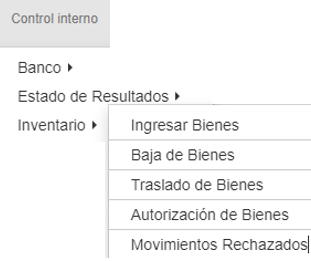 Control interno
Banco
Estado de Resultados
Inventario
Ingresar Bienes
Baja de Bienes
Traslado de Bienes
Autorización de Bienes
Movimientos Rechazados